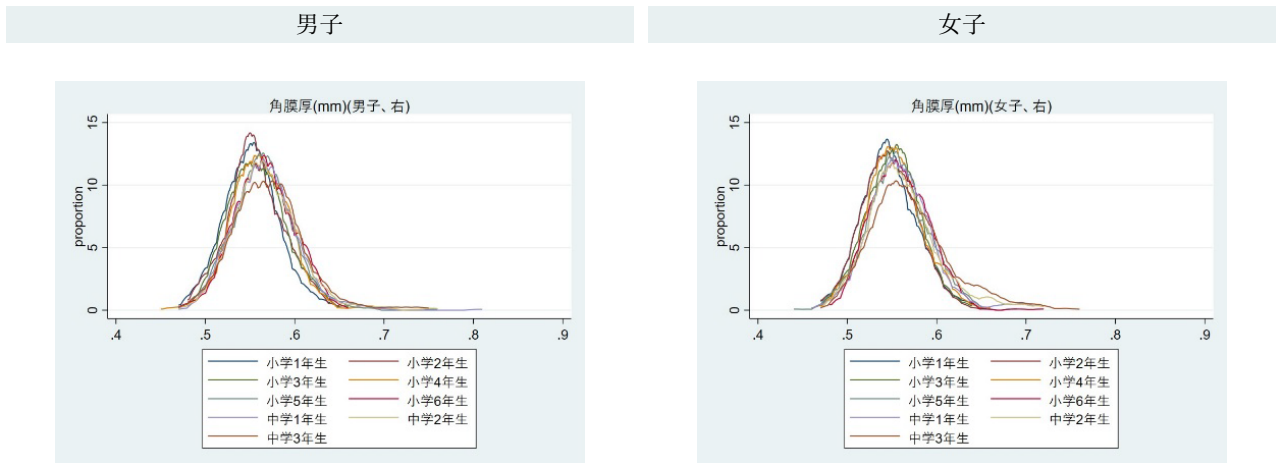 男子
女子
角膜厚(mm)(男子、右)
15
10
5
0
proportion
.4 .5 .6 .7 .8 .9
小学1年生 小学2年生
小学3年生 小学4年生
小学5年生 小学6年生
中学1年生 中学2年生
中学3年生
角膜厚(mm)(女子、右)
15
10
5
0
proportion
.4 .5 .6 .7 .8 .9
小学1年生 小学2年生
小学3年生 小学4年生
小学5年生 小学6年生
中学1年生 中学2年生
中学3年生